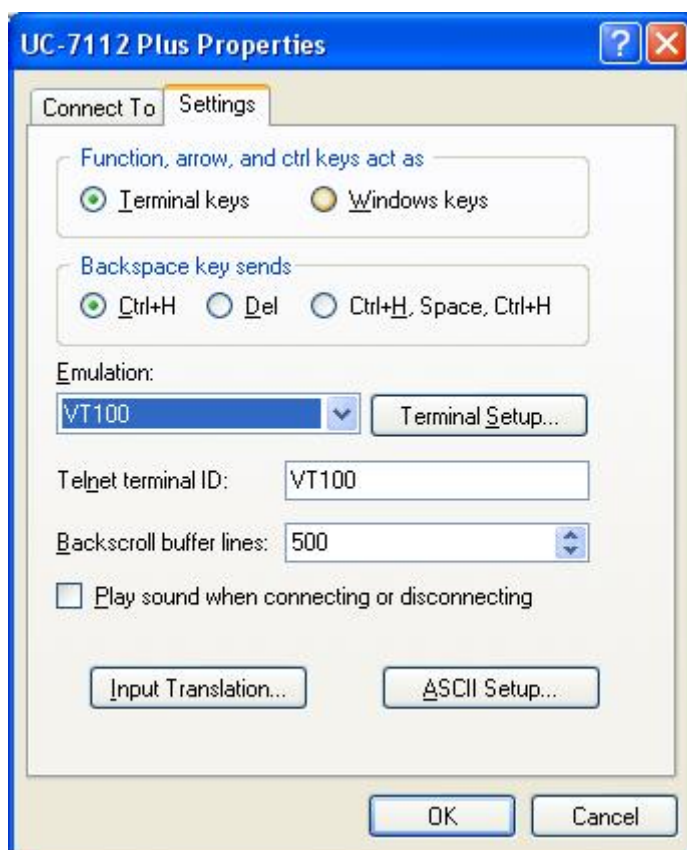 UC-7112 Plus Properties
Connect To Settings
Function, arrow, and ctrl keys act as
Terminal keys Windows keys
Backspace key sends
Ctrl+H Del Ctrl+H, Space, Ctrl+H
Emulation:
VT100 Terminal Setup...
Telnet terminal ID: VT100
Backscroll buffer lines: 500
Play sound when connecting or disconnecting
Input Translation... ASCII Setup...
OK Cancel